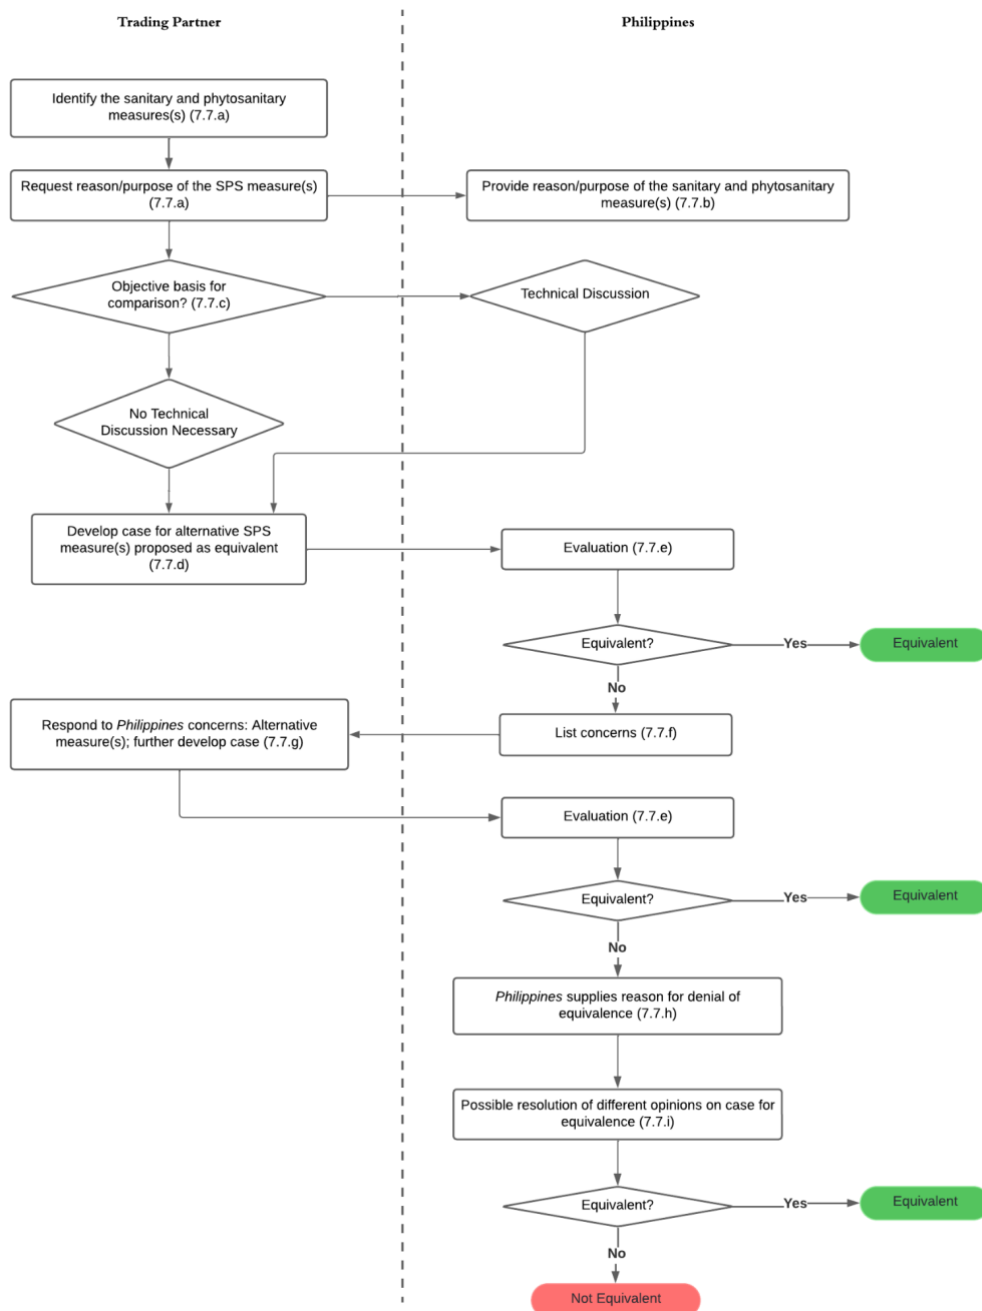 Trading Partner
Philippines
Identify the sanitary and phytosanitary
measures(s) (7.7.a)
Request reason/purpose of the SPS measure(s)
(7.7.a)
Provide reason/purpose of the sanitary and phytosanitary
measure(s) (7.7.b)
Objective basis for
comparison? (7.7.c)
Technical Discussion
No Technical
Discussion Necessary
Develop case for alternative SPS
measure(s) proposed as equivalent
(7.7.d)
Evaluation (7.7.e)
Equivalent?
Yes
Equivalent
No
List concerns (7.7.f)
Respond to Philippines concerns: Alternative
measure(s); further develop case (7.7.g)
Evaluation (7.7.e)
Equivalent?
Yes
Equivalent
No
Philippines supplies reason for denial of
equivalence (7.7.h)
Possible resolution of different opinions on case for
equivalence (7.7.i)
Equivalent?
Yes
Equivalent
No
Not Equivalent